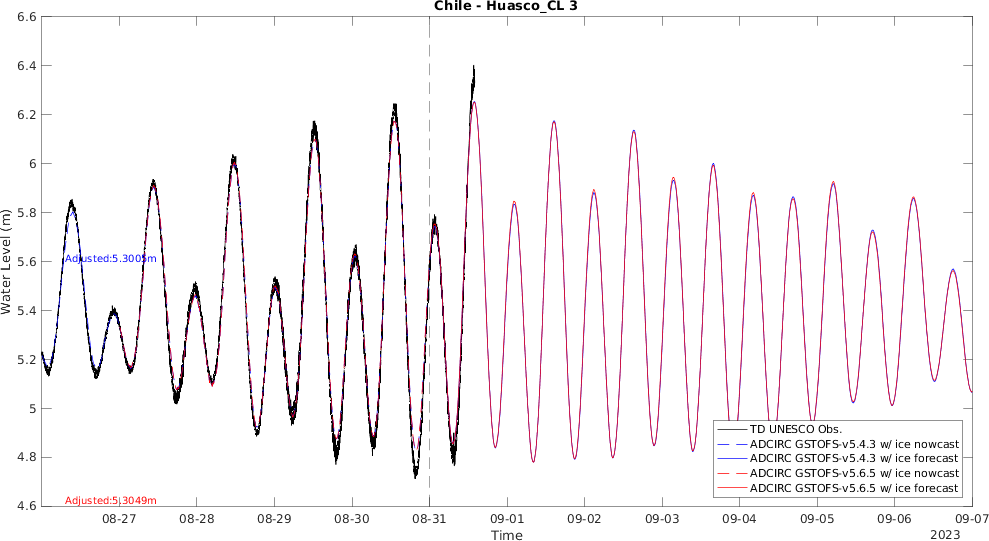 Chile - Huasco_CL 3
6.6
6.4
6.2
6
5.8
5.6
5.4
5.2
5
4.8
4.6
Water Level (m)
Adjusted:5.3005m
Adjusted:5.3049m
TD UNESCO Obs.
ADCIRC GSTOFS-v5.4.3 w/ ice nowcast
ADCIRC GSTOFS-v5.4.3 w/ ice forecast
ADCIRC GSTOFS-v5.6.5 w/ ice nowcast
ADCIRC GSTOFS-v5.6.5 w/ ice forecast
08-27 08-28 08-29 08-30 08-31 09-01 09-02 09-03 09-04 09-05 09-06 09-07
Time
2023